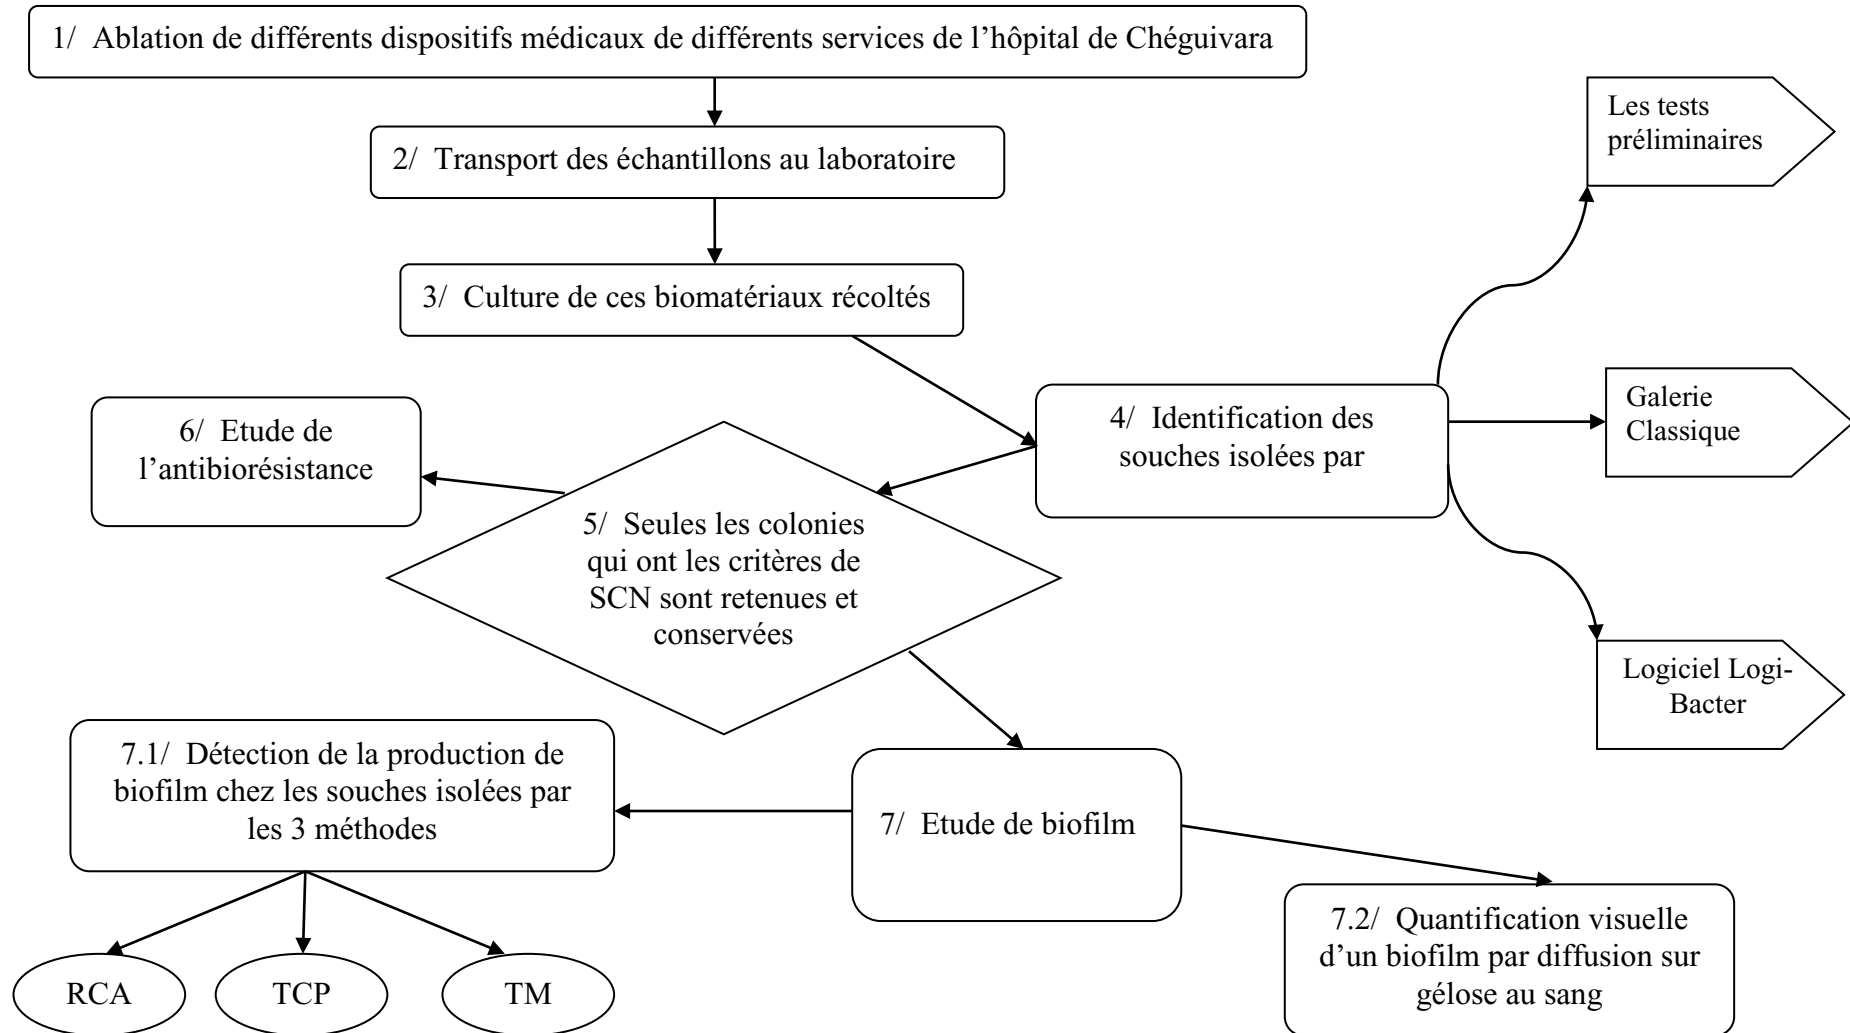 1/ Ablation de différents dispositifs médicaux de différents services de l’hôpital de Chéguivara
2/ Transport des échantillons au laboratoire
3/ Culture de ces biomatériaux récoltés
4/ Identification des
souches isolées par
Les tests
préliminaires
Galerie
Classique
Logiciel Logi-
Bacter
5/ Seules les colonies
qui ont les critères de
SCN sont retenues et
conservées
6/ Etude de
l’antibiorésistance
7/ Etude de biofilm
7.1/ Détection de la production de
biofilm chez les souches isolées par
les 3 méthodes
RCA
TCP
TM
7.2/ Quantification visuelle
d’un biofilm par diffusion sur
gélose au sang